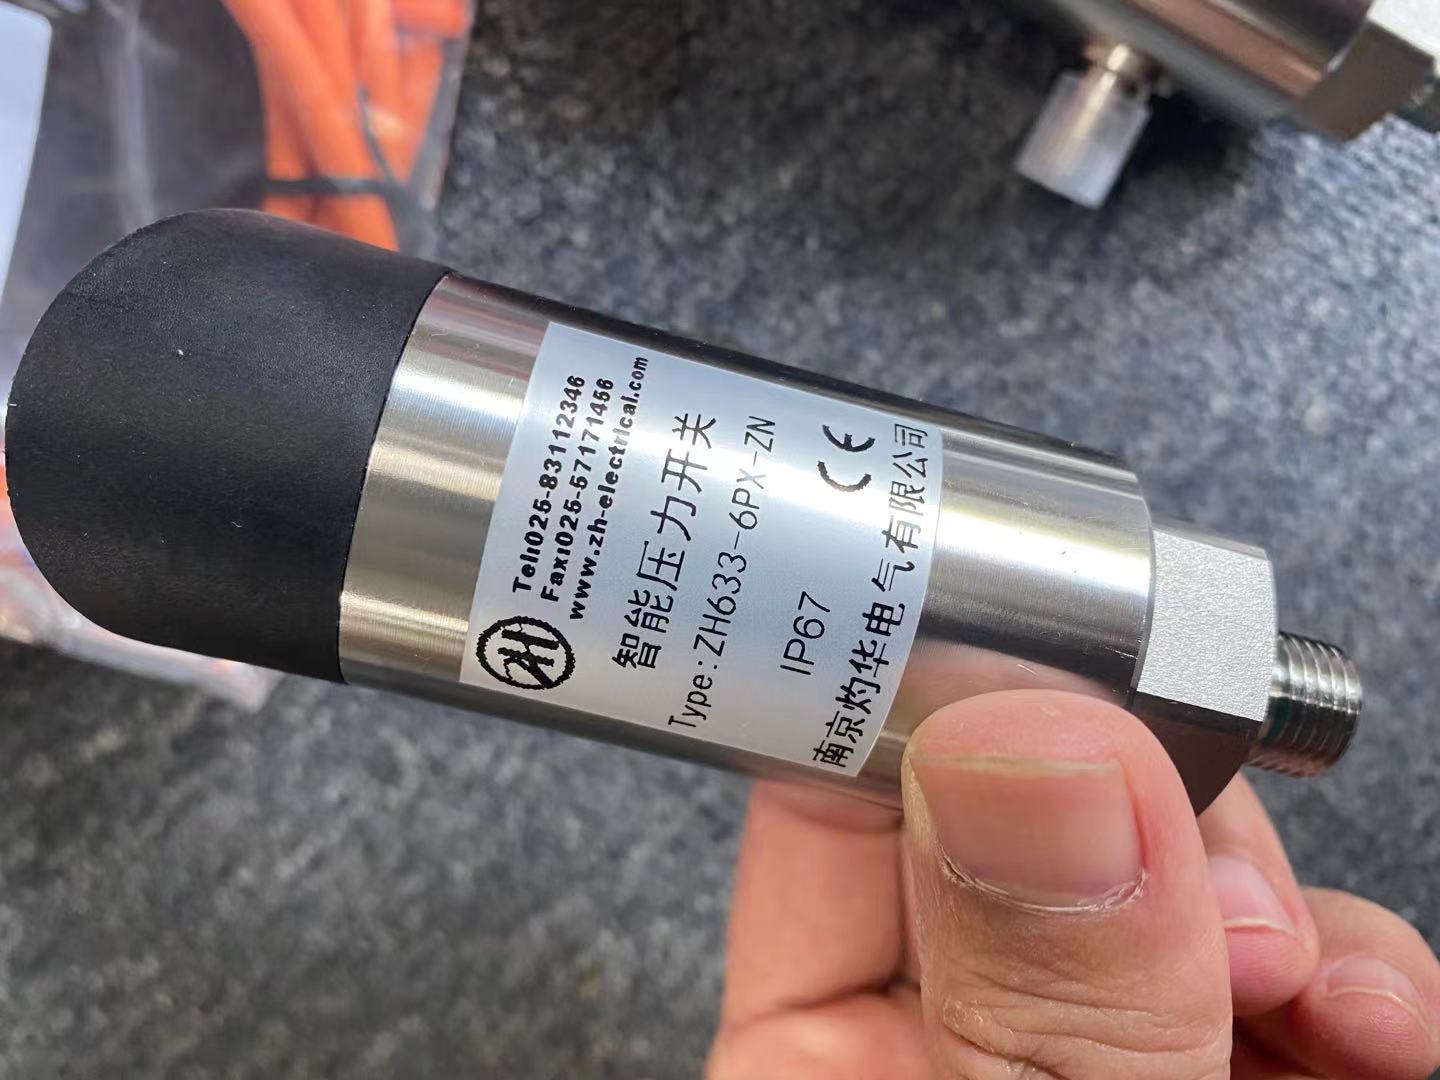 Tel:025-83112346
Fax:025-57171456
www.zh-electrical.com
ZH
智能压力开关
Type:ZH633-6PX-ZN
IP67 CE
南京灼华电气有限公司